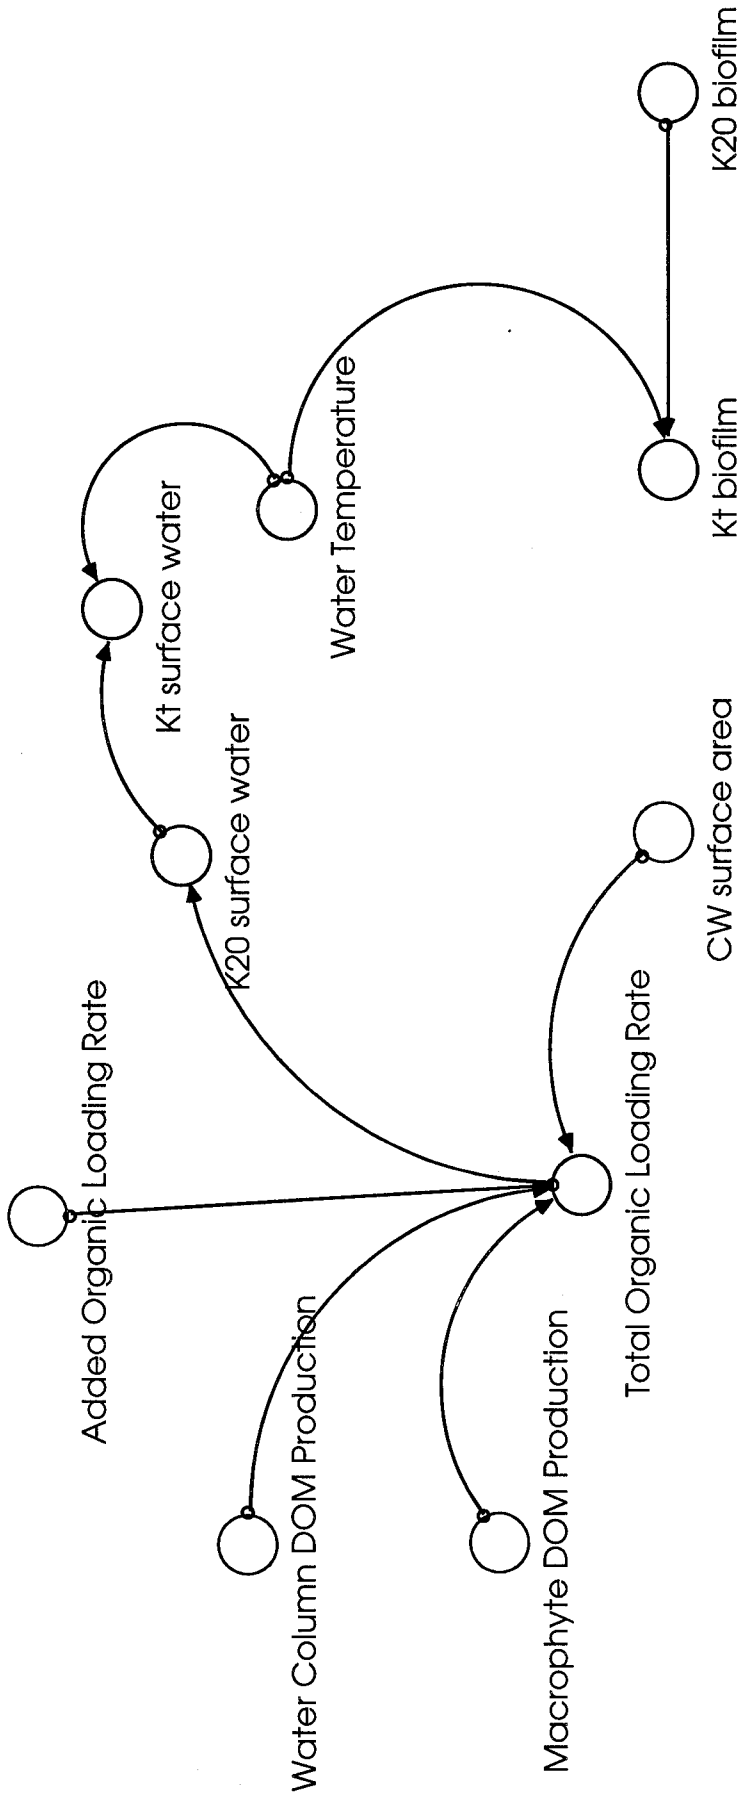 Added Organic Loading Rate
Kt surface water
K20 surface water
Water Column DOM Production
Water Temperature
Macrophyte DOM Production
Total Organic Loading Rate
CW surface area
Kt biofilm
K20 biofilm